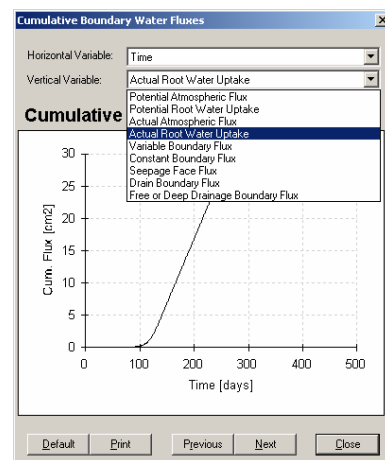 Cumulative Boundary Water Fluxes
Horizontal Variable: Time
Vertical Variable: Actual Root Water Uptake
Potential Atmospheric Flux
Potential Root Water Uptake
Actual Atmospheric Flux
Actual Root Water Uptake
Variable Boundary Flux
Constant Boundary Flux
Seepage Face Flux
Drain Boundary Flux
Free or Deep Drainage Boundary Flux
Cumulative
Cum. Flux [cm2]
30
25
20
15
10
5
0
0 100 200 300 400 500
Time [days]
Default Print Previous Next Close